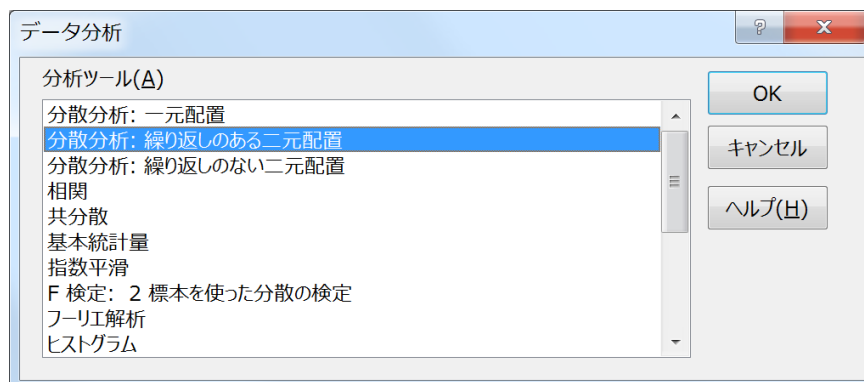 データ分析
分析ツール(A)
分散分析: 一元配置
分散分析: 繰り返しのある二元配置
分散分析: 繰り返しのない二元配置
相関
共分散
基本統計量
指数平滑
F 検定: 2 標本を使った分散の検定
フーリエ解析
ヒストグラム
OK
キャンセル
ヘルプ(H)